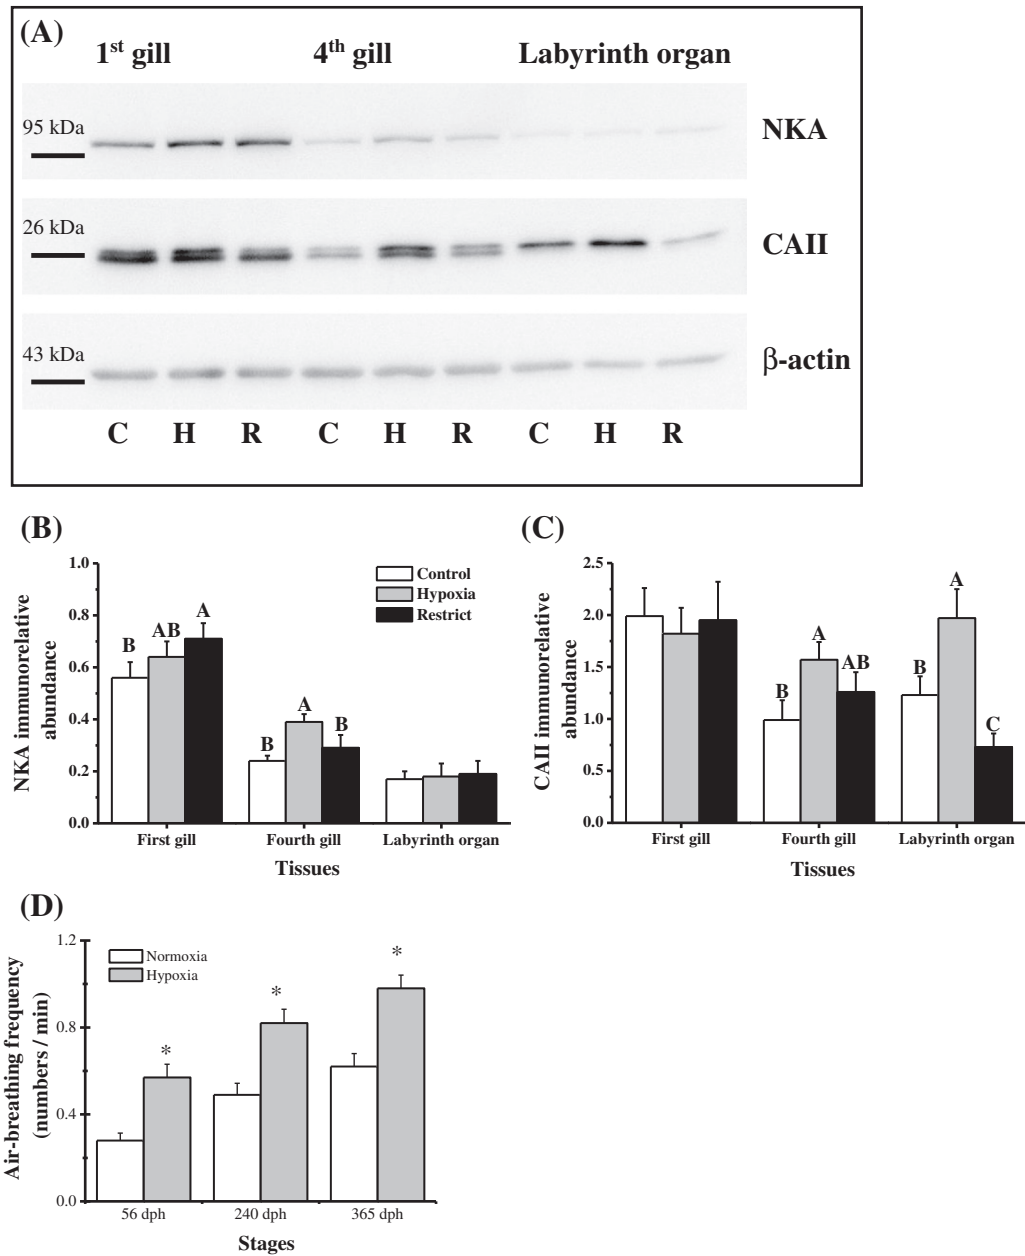 (A)
1st gill 4th gill Labyrinth organ
95 kDa
NKA
26 kDa
CAII
43 kDa
β-actin
C H R C H R C H R
(B)
1.0
0.8
0.6
0.4
0.2
0.0
NKA immunorelative
abundance
Control
Hypoxia
Restrict
B AB A
B A B
First gill Fourth gill Labyrinth organ
Tissues
(C)
2.5
2.0
1.5
1.0
0.5
0.0
CAII immunorelative
abundance
B A AB
B A C
First gill Fourth gill Labyrinth organ
Tissues
(D)
1.2
0.8
0.4
0.0
Air-breathing frequency
(numbers / min)
Normoxia
Hypoxia
* * *
56 dph 240 dph 365 dph
Stages